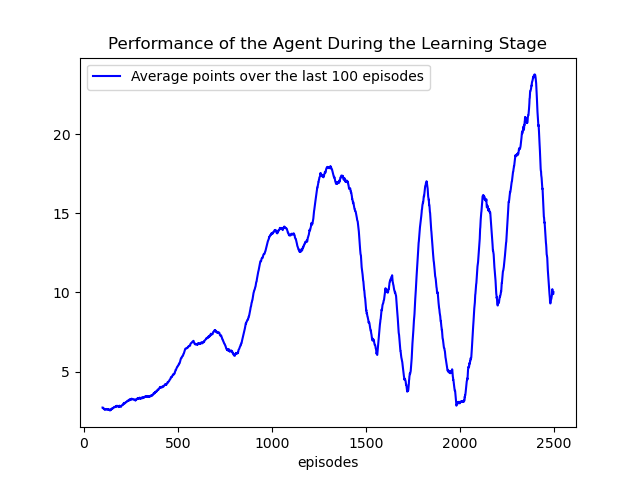 Performance of the Agent During the Learning Stage
Average points over the last 100 episodes
20
15
10
5
0 500 1000 1500 2000 2500
episodes